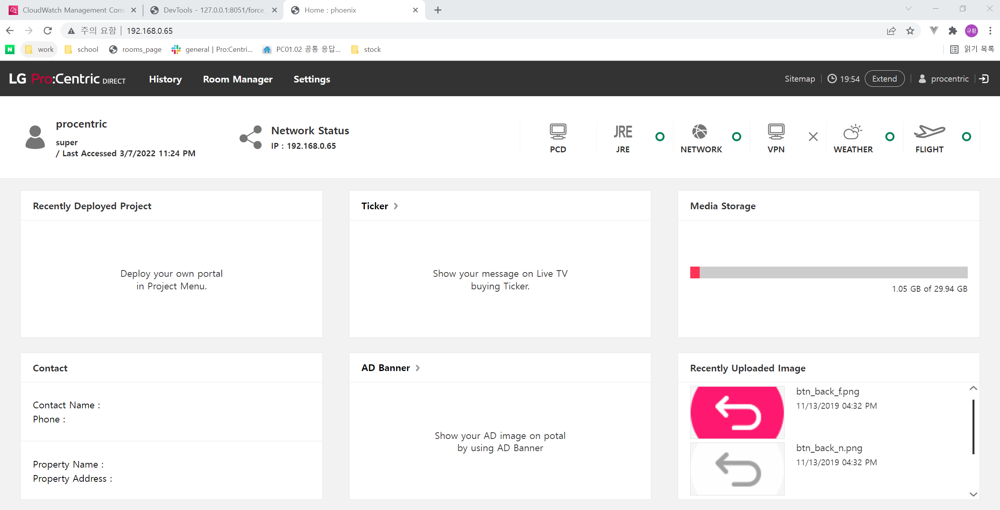 CloudWatch Management Cons
DevTools - 127.0.0.1:8051/force_
Home : phoenix
주의 요함 | 192.168.0.65
규황
N
work
school
rooms_page
general | Pro:Centri...
PC01.02 공통 응답...
stock
읽기 목록
LG Pro:Centric DIRECT
History
Room Manager
Settings
Sitemap
19:54
Extend
procentric
procentric
super
/ Last Accessed 3/7/2022 11:24 PM
Network Status
IP : 192.168.0.65
PCD
JRE
JRE
NETWORK
VPN
WEATHER
FLIGHT
Recently Deployed Project
Deploy your own portal
in Project Menu.
Ticker
Show your message on Live TV
buying Ticker.
Media Storage
1.05 GB of 29.94 GB
Contact
Contact Name :
Phone :
Property Name :
Property Address :
AD Banner
Show your AD image on potal
by using AD Banner
Recently Uploaded Image
btn_back_f.png
11/13/2019 04:32 PM
btn_back_n.png
11/13/2019 04:32 PM